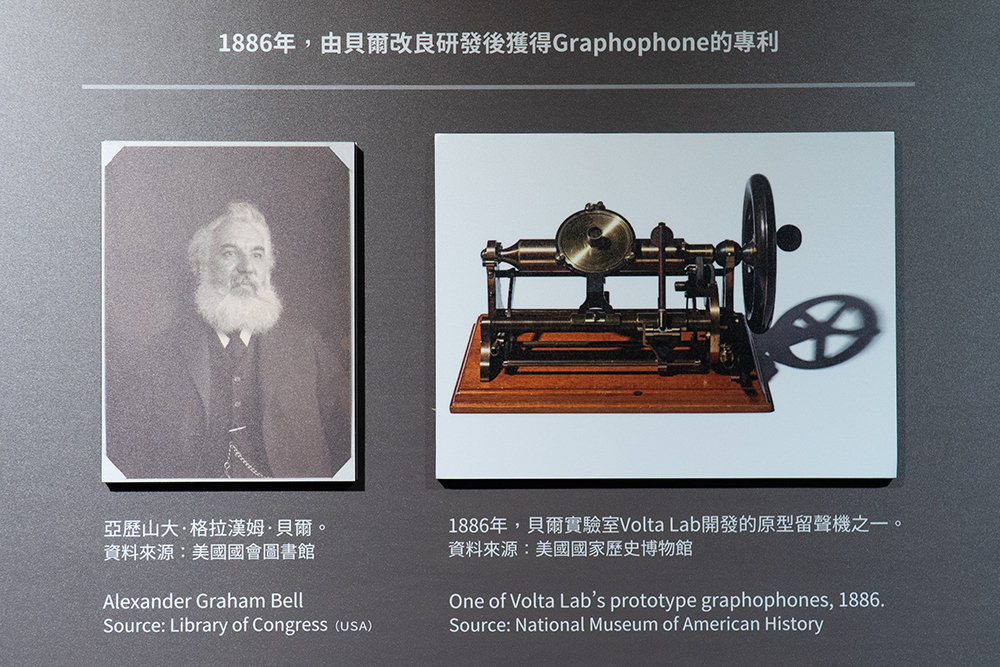 1886年，由貝爾改良研發後獲得Graphophone的專利
亞歷山大·格拉漢姆·貝爾。
資料來源：美國國會圖書館
Alexander Graham Bell
Source: Library of Congress（USA）
1886年，貝爾實驗室Volta Lab開發的原型留聲機之一。
資料來源：美國國家歷史博物館
One of Volta Lab’s prototype graphophones, 1886.
Source: National Museum of American History